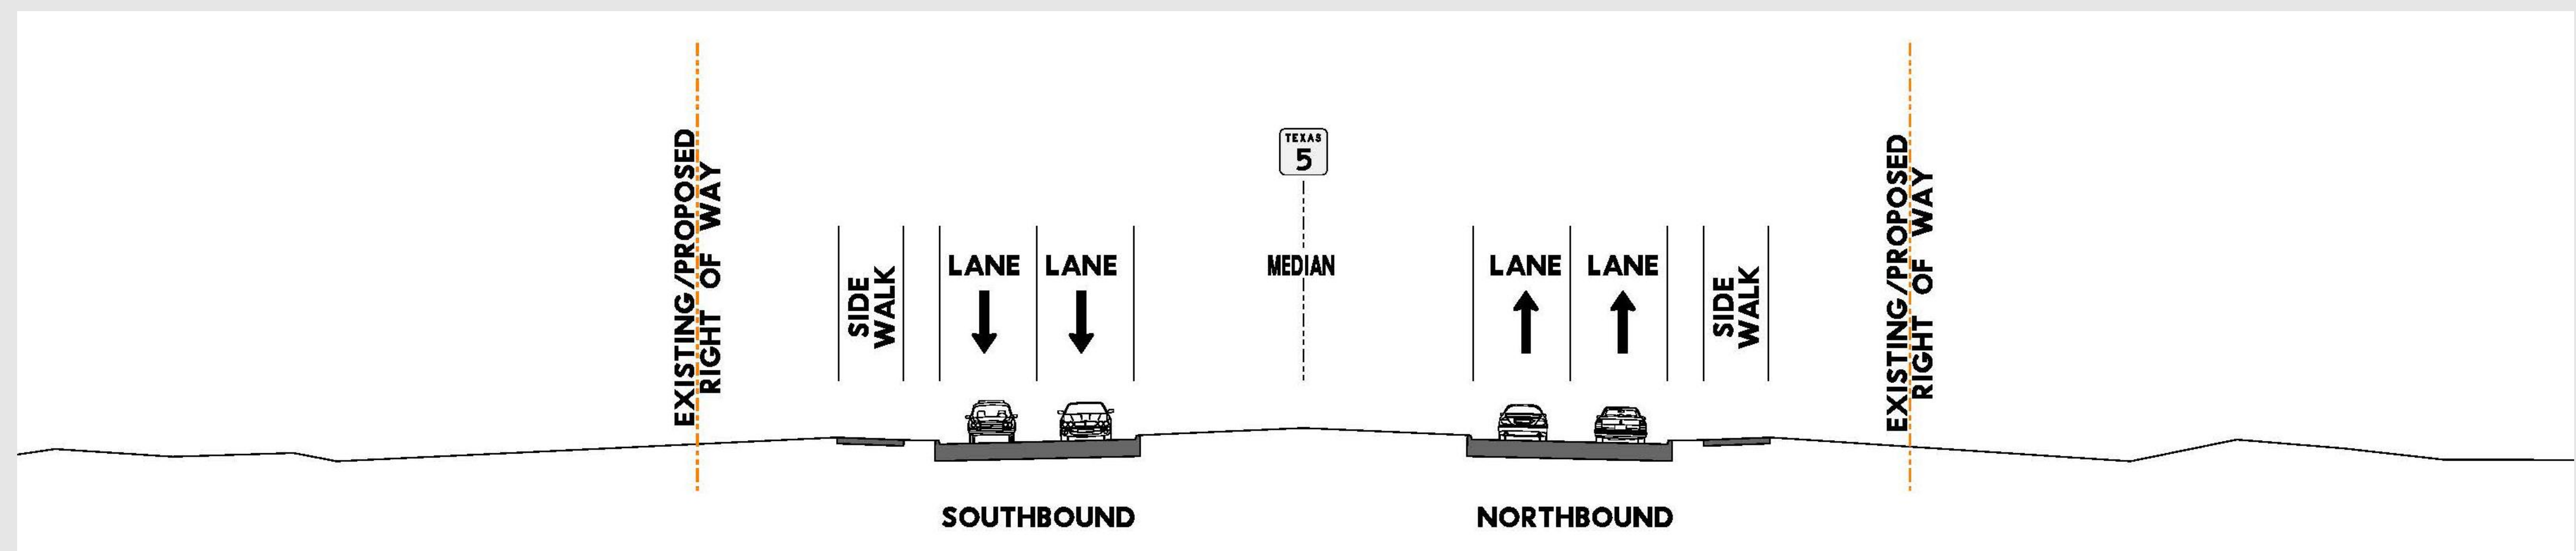 EXISTING/PROPOSED
RIGHT OF WAY
SIDE
WALK
LANE
LANE
TEXAS
5
MEDIAN
LANE
LANE
SIDE
WALK
EXISTING/PROPOSED
RIGHT OF WAY
SOUTHBOUND
NORTHBOUND